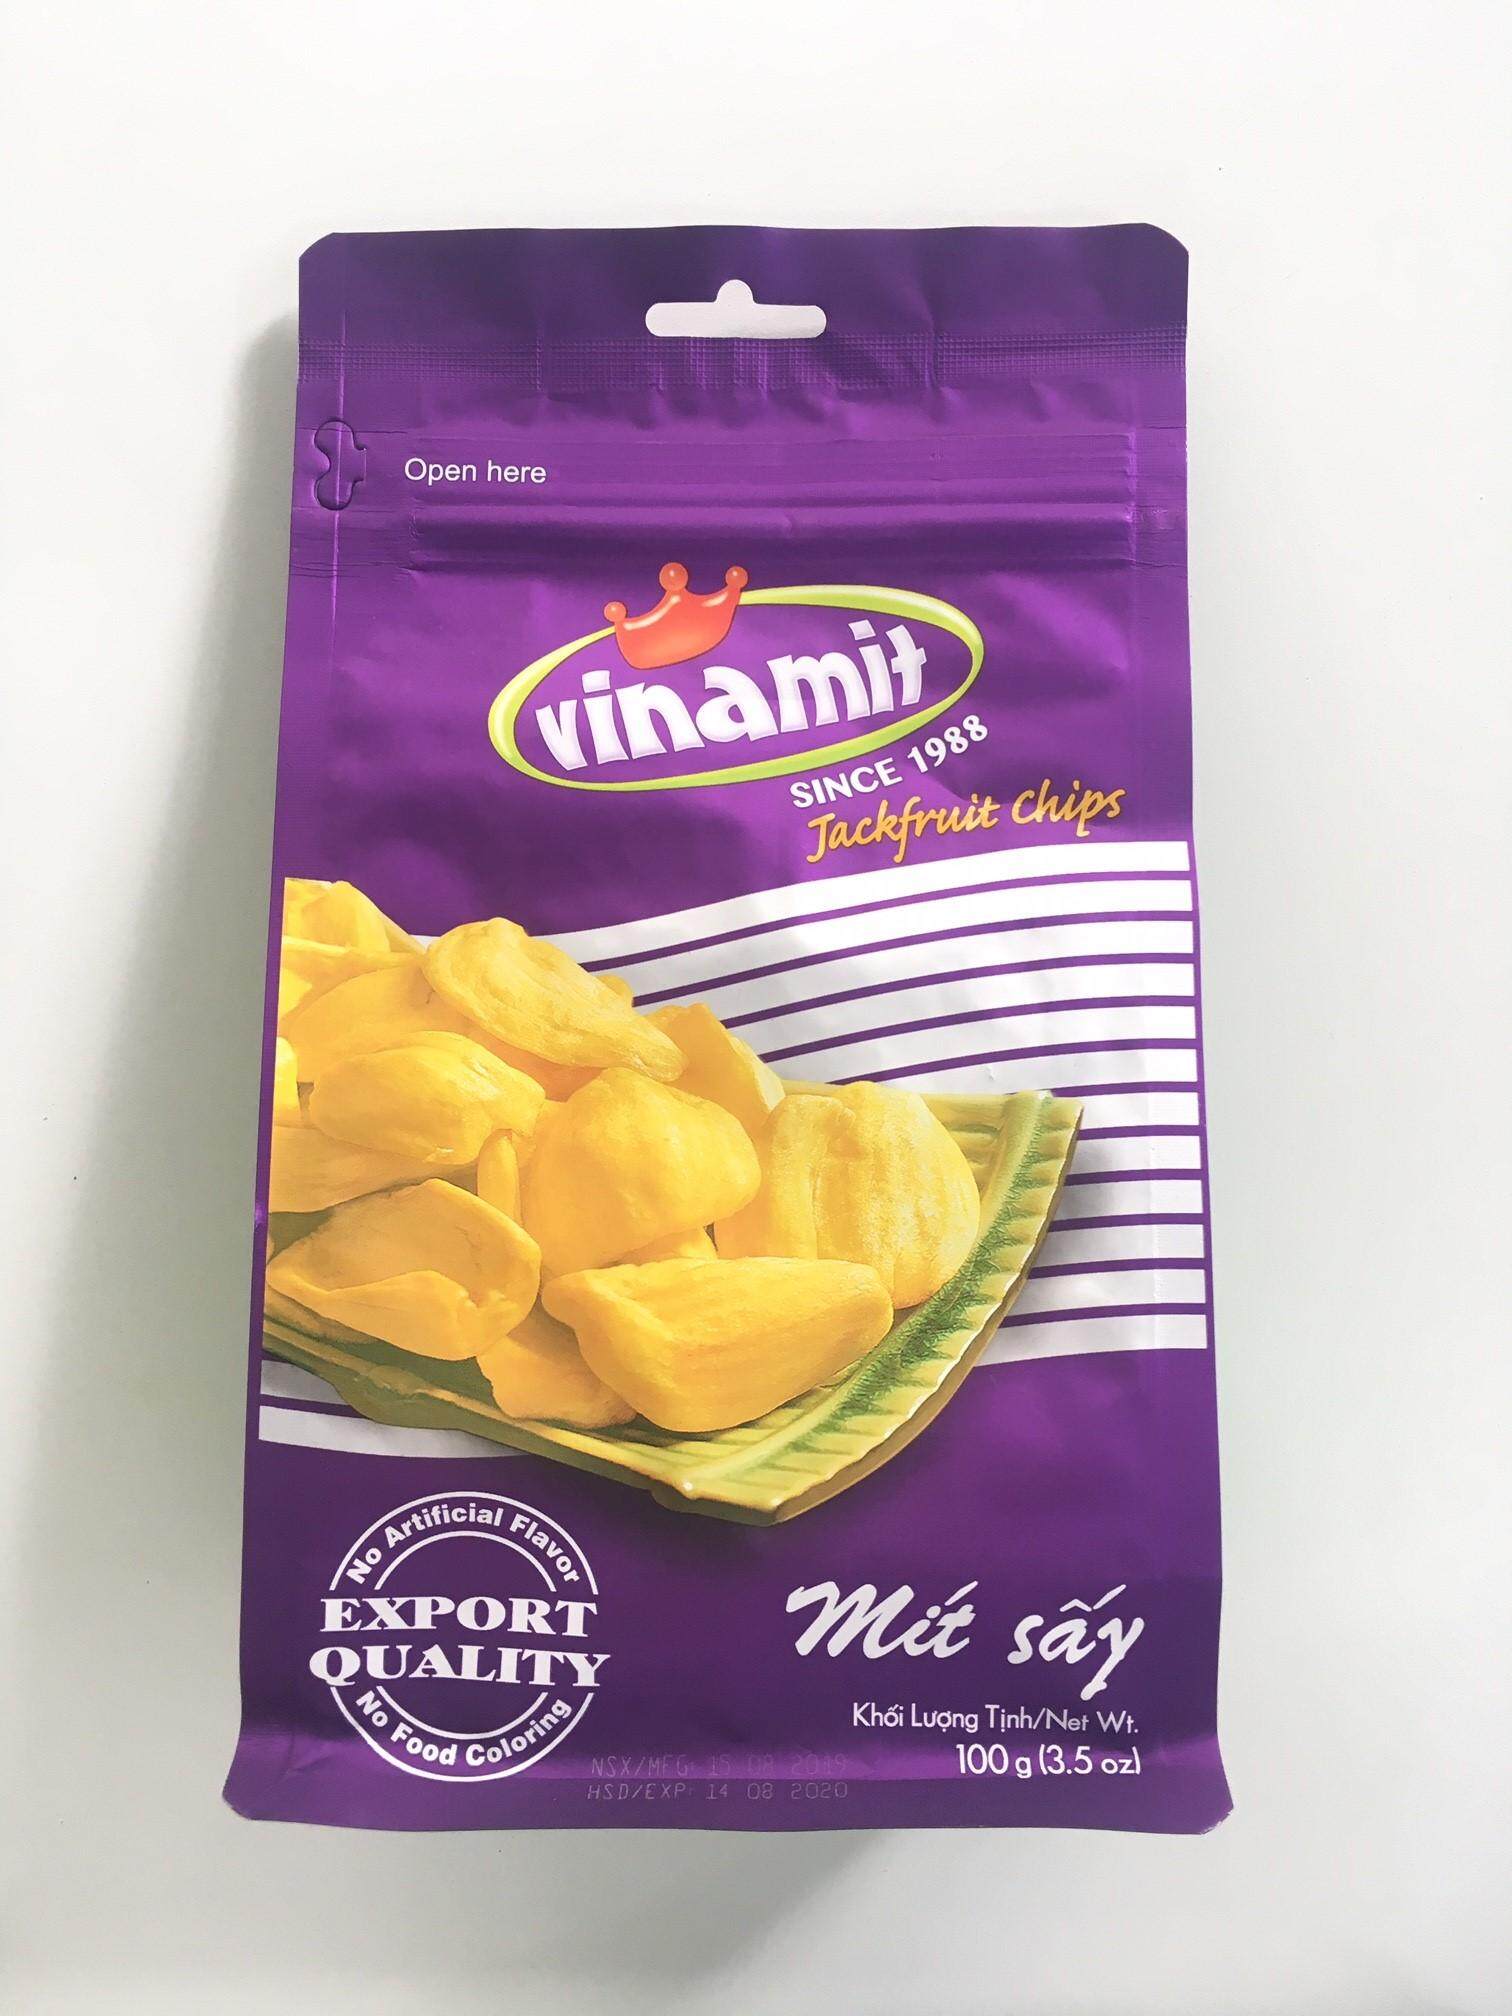 Open here
vinamit
SINCE 1988
Jackfruit Chips
No Artificial Flavor
EXPORT
QUALITY
No Food Coloring
Mít sấy
Khối Lượng Tịnh/Net Wt.
100 g (3.5 oz)
NSX/MFG: 15 08 2019
HSD/EXP: 14 08 2020